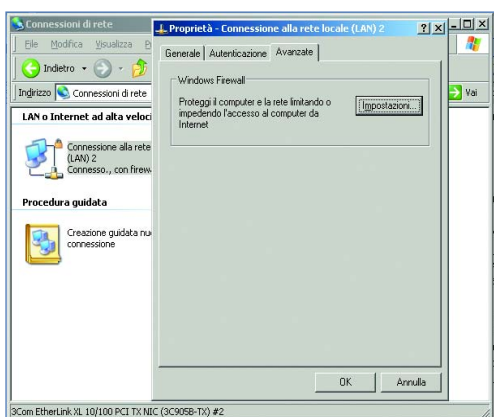 Connessioni di rete
File Modifica Visualizza
Indietro
Indirizzo Connessioni di rete
Vai
LAN o Internet ad alta veloci
Connessione alla rete
(LAN) 2
Connesso., con firew
Procedura guidata
Creazione guidata nu
connessione
3Com EtherLink XL 10/100 PCI TX NIC (3C905B-TX) #2
Proprietà - Connessione alla rete locale (LAN) 2
Generale Autenticazione Avanzate
Windows Firewall
Proteggi il computer e la rete limitando o
impedendo l'accesso al computer da
Internet
Impostazioni...
OK Annulla